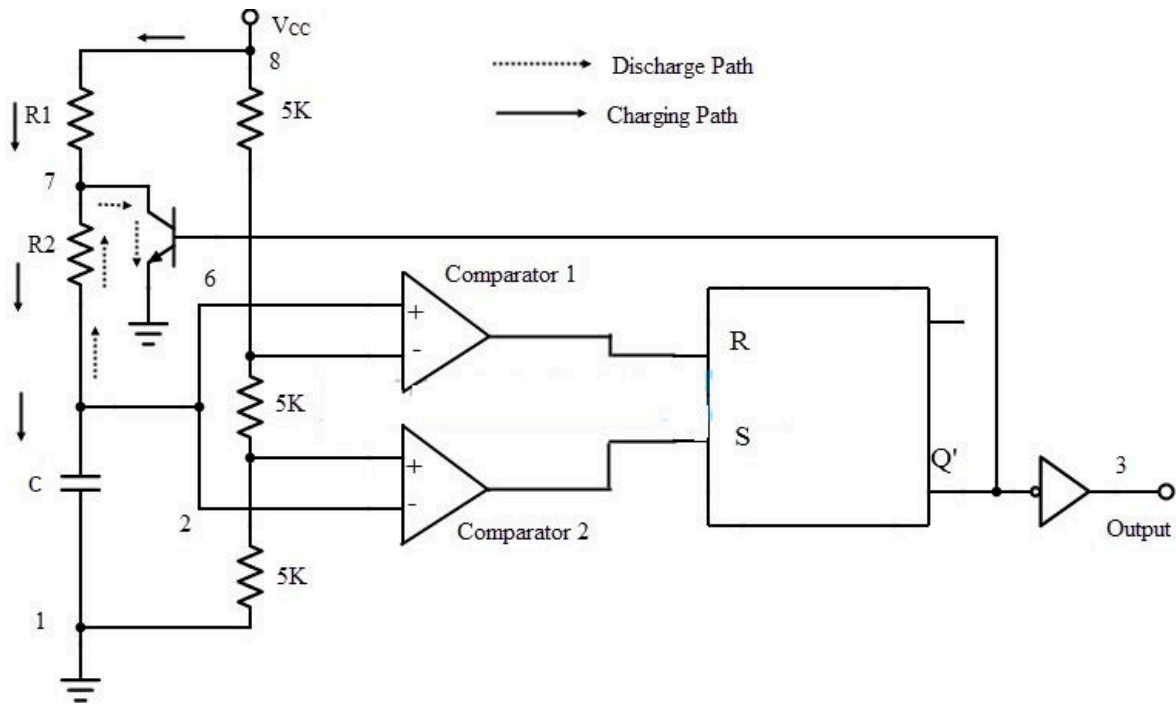 Vcc
8
Discharge Path
R1
5K
Charging Path
7
R2
6
Comparator 1
+
-
R
5K
S
+
-
Q'
3
C
2
Comparator 2
Output
5K
1